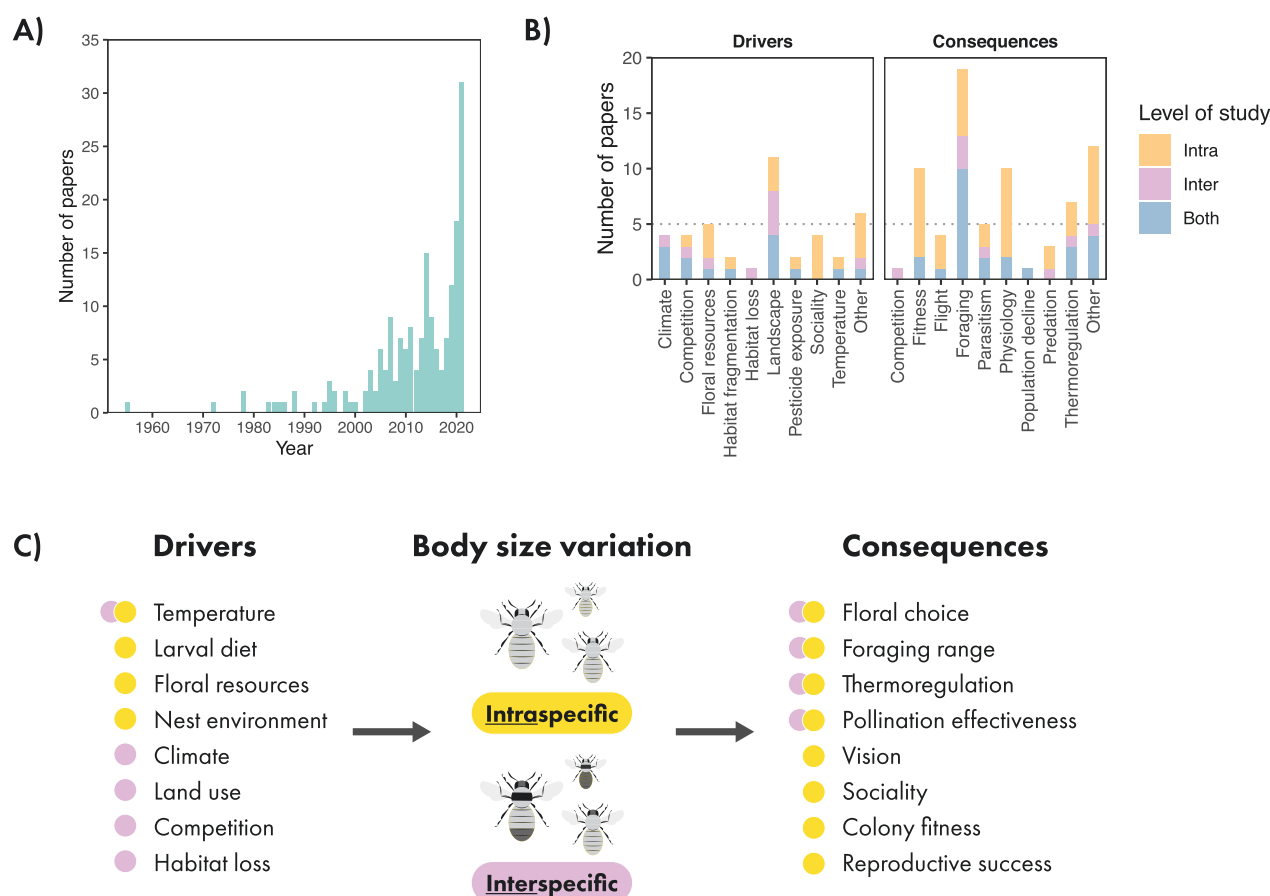 A)
35
30
25
20
15
10
5
0
Number of papers
1960 1970 1980 1990 2000 2010 2020
Year
B)
Drivers
Consequences
20
15
10
5
0
Number of papers
Climate
Competition
Floral resources
Habitat fragmentation
Habitat loss
Landscape
Pesticide exposure
Sociality
Temperature
Other
Competition
Fitness
Flight
Foraging
Parasitism
Physiology
Population decline
Predation
Thermoregulation
Other
Level of study
Intra
Inter
Both
C)
Drivers
Temperature
Larval diet
Floral resources
Nest environment
Climate
Land use
Competition
Habitat loss
Body size variation
Intraspecific
Interspecific
Consequences
Floral choice
Foraging range
Thermoregulation
Pollination effectiveness
Vision
Sociality
Colony fitness
Reproductive success